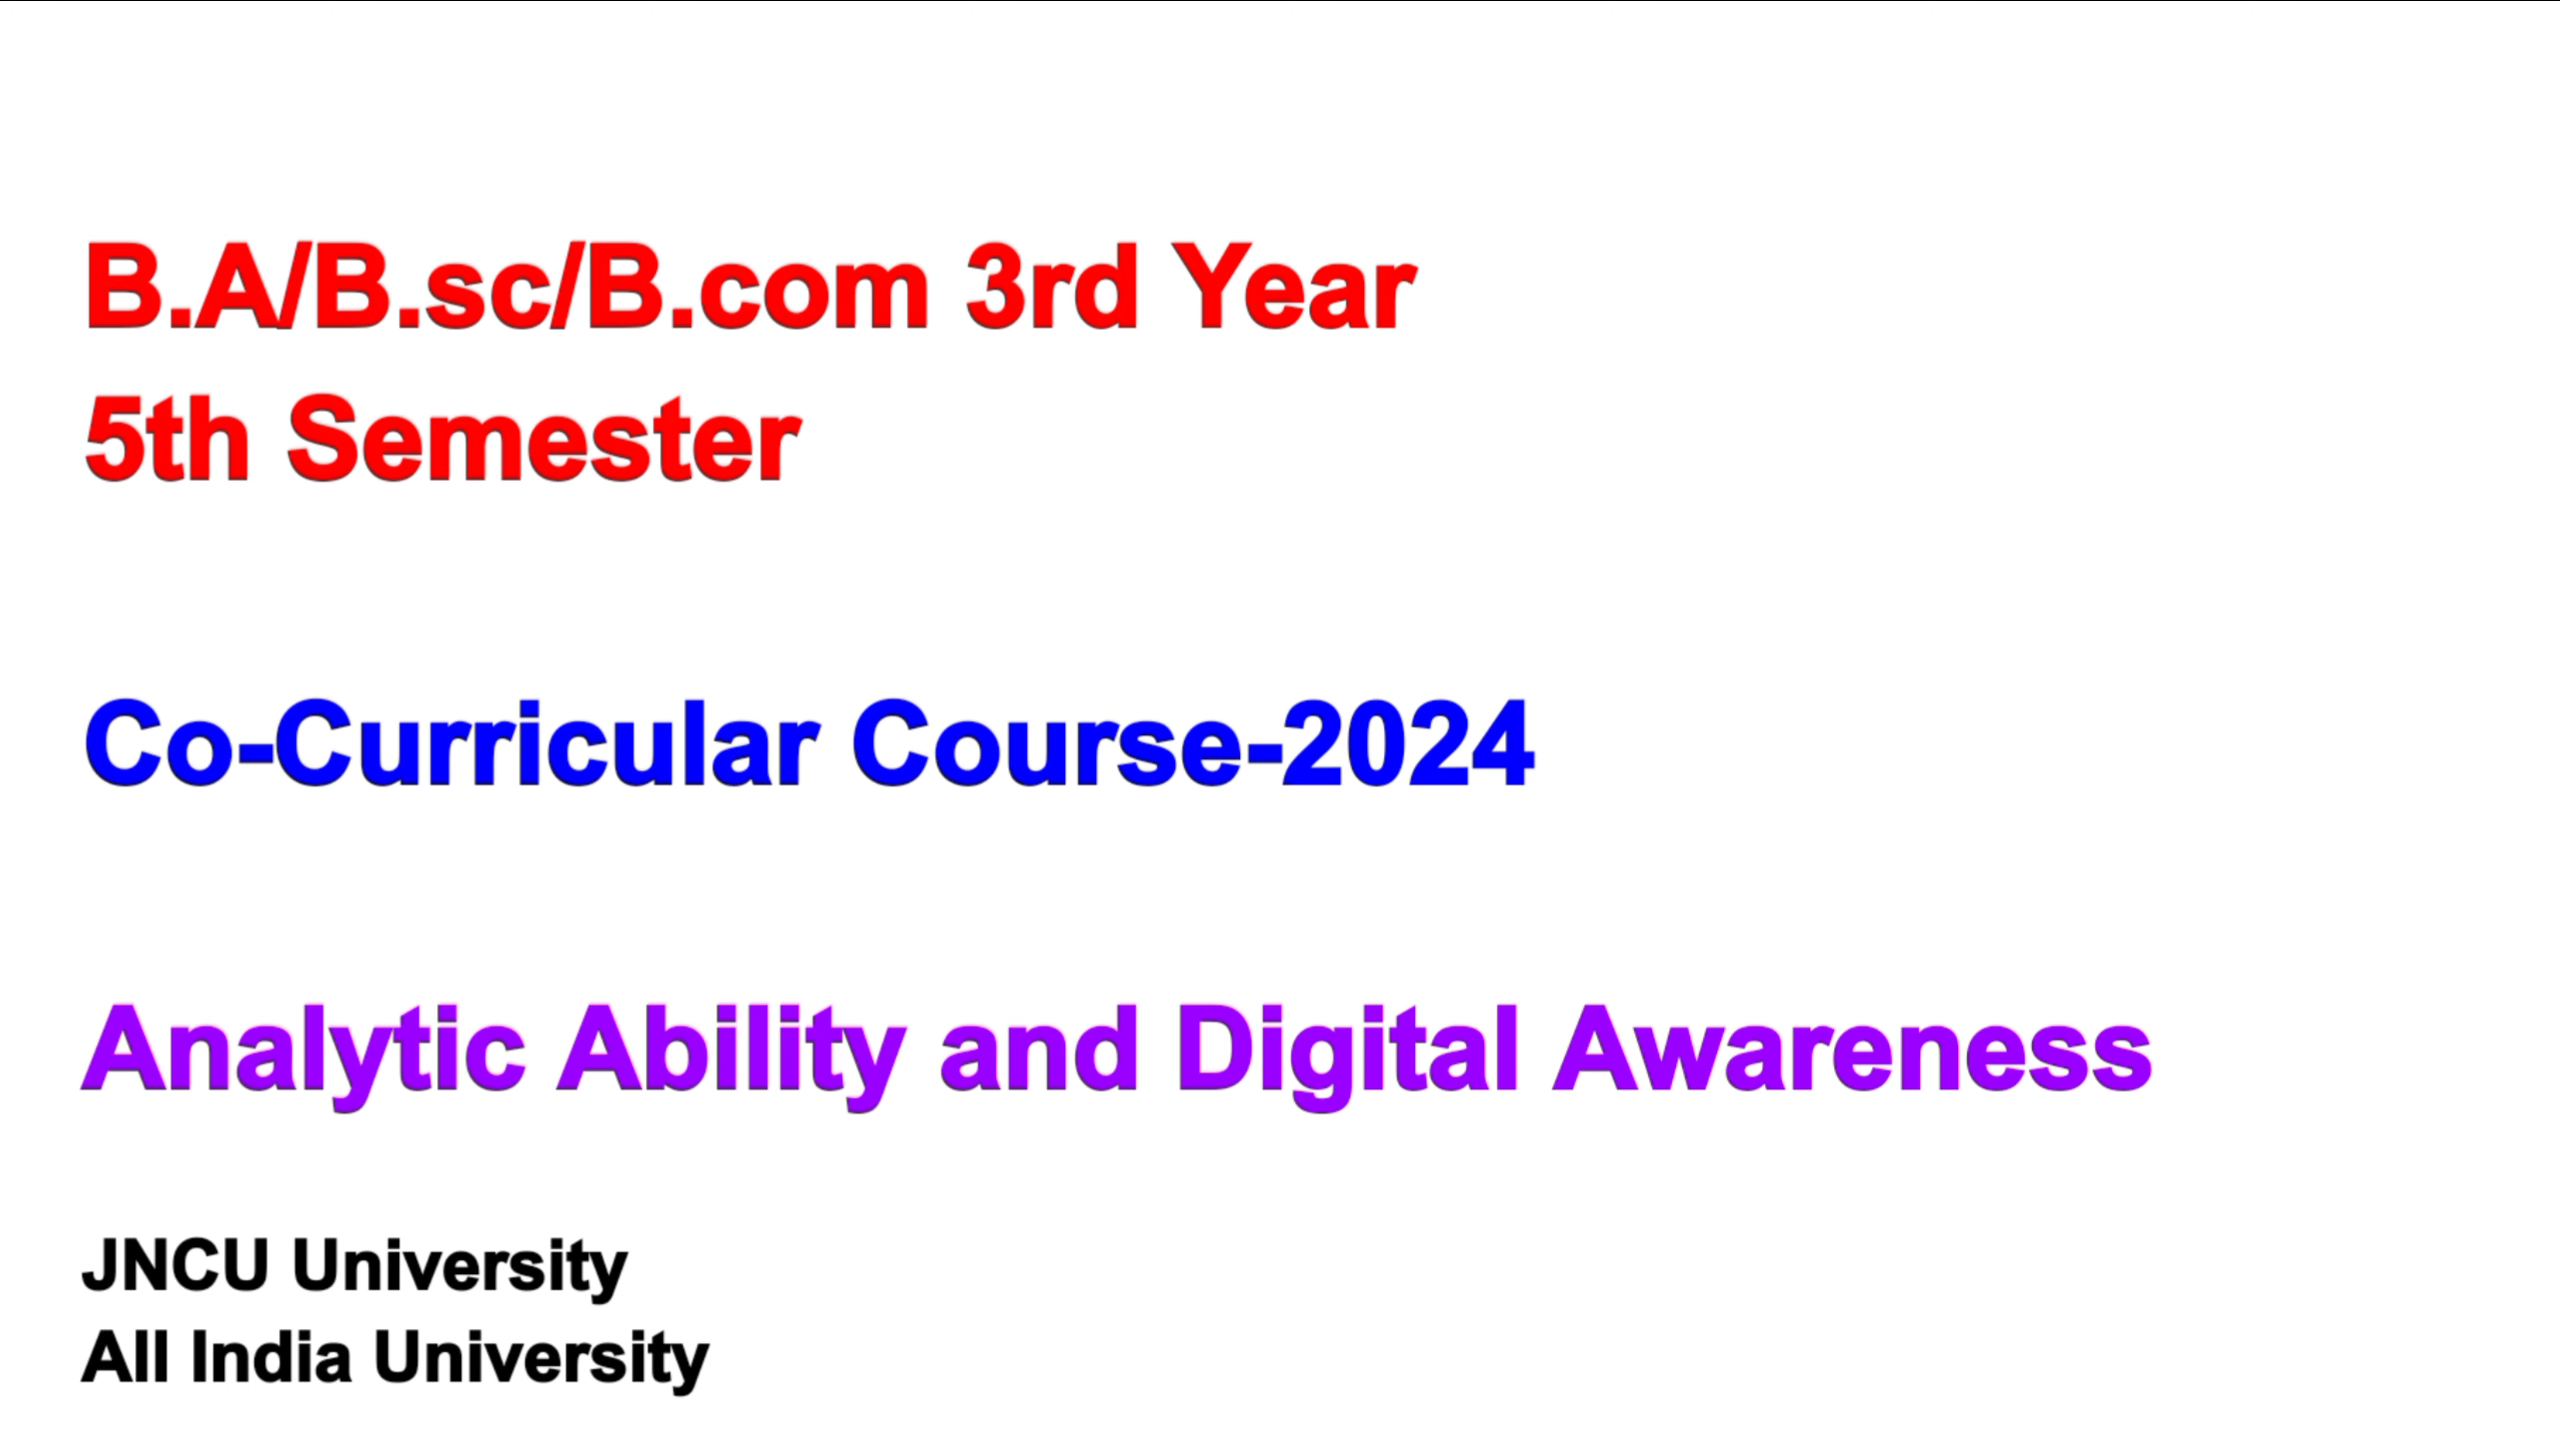 B.A/B.sc/B.com 3rd Year
5th Semester
Co-Curricular Course-2024
Analytic Ability and Digital Awareness
JNCU University
All India University